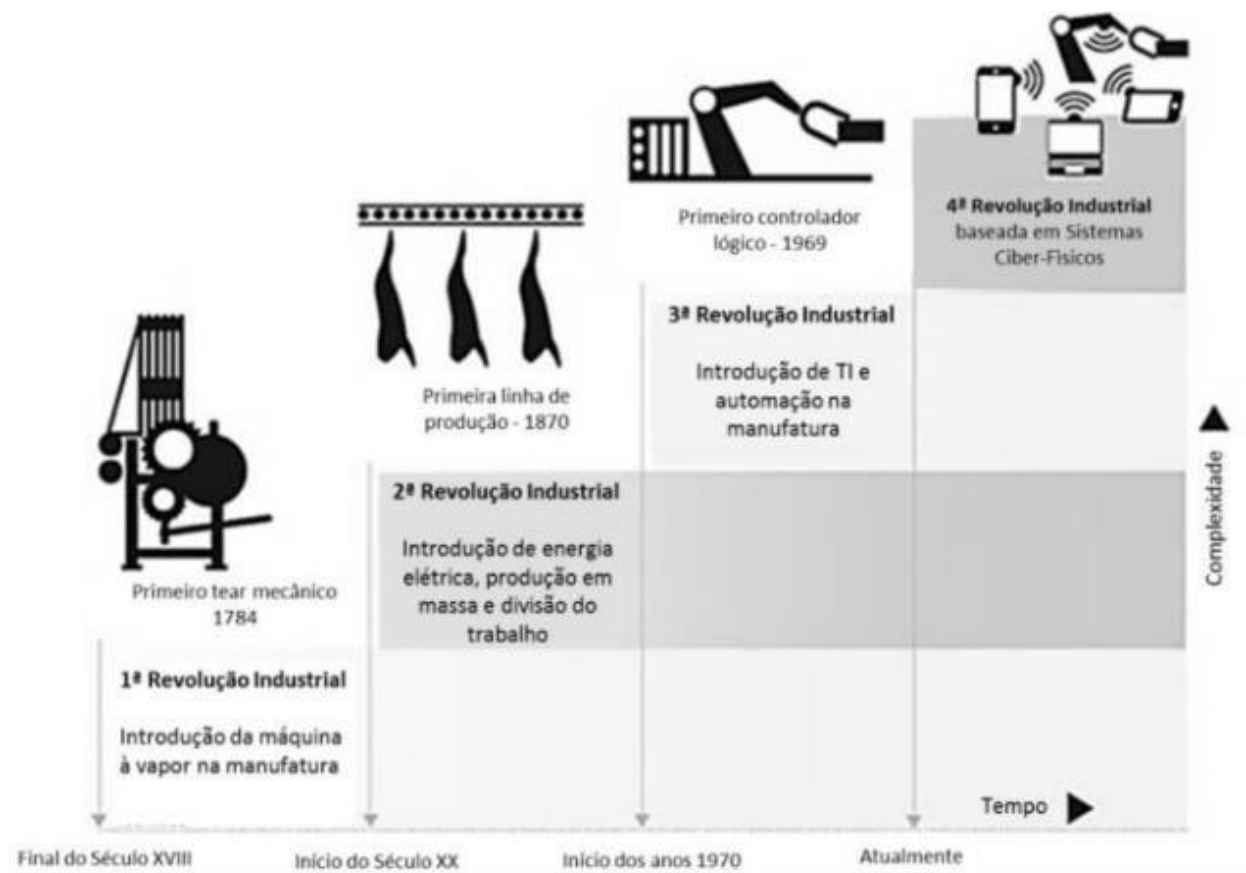 4ª Revolução Industrial
baseada em Sistemas
Ciber-Fisicos
Primeiro controlador
lógico - 1969
3ª Revolução Industrial
Introdução de TI e
automação na
manufatura
Primeira linha de
produção - 1870
2ª Revolução Industrial
Introdução de energia
elétrica, produção em
massa e divisão do
trabalho
Primeiro tear mecânico
1784
1ª Revolução Industrial
Introdução da máquina
à vapor na manufatura
Complexidade
Tempo
Final do Século XVIII
Início do Século XX
Início dos anos 1970
Atualmente